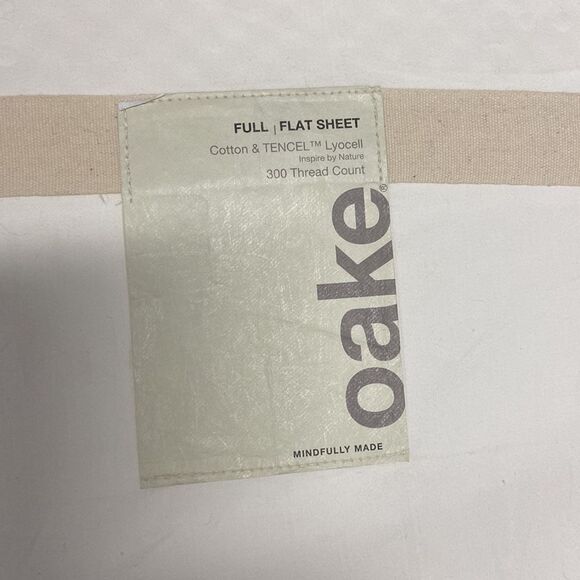 FULL | FLAT SHEET
Cotton & TENCEL™ Lyocell
Inspire by Nature
300 Thread Count
oake®
MINDFULLY MADE